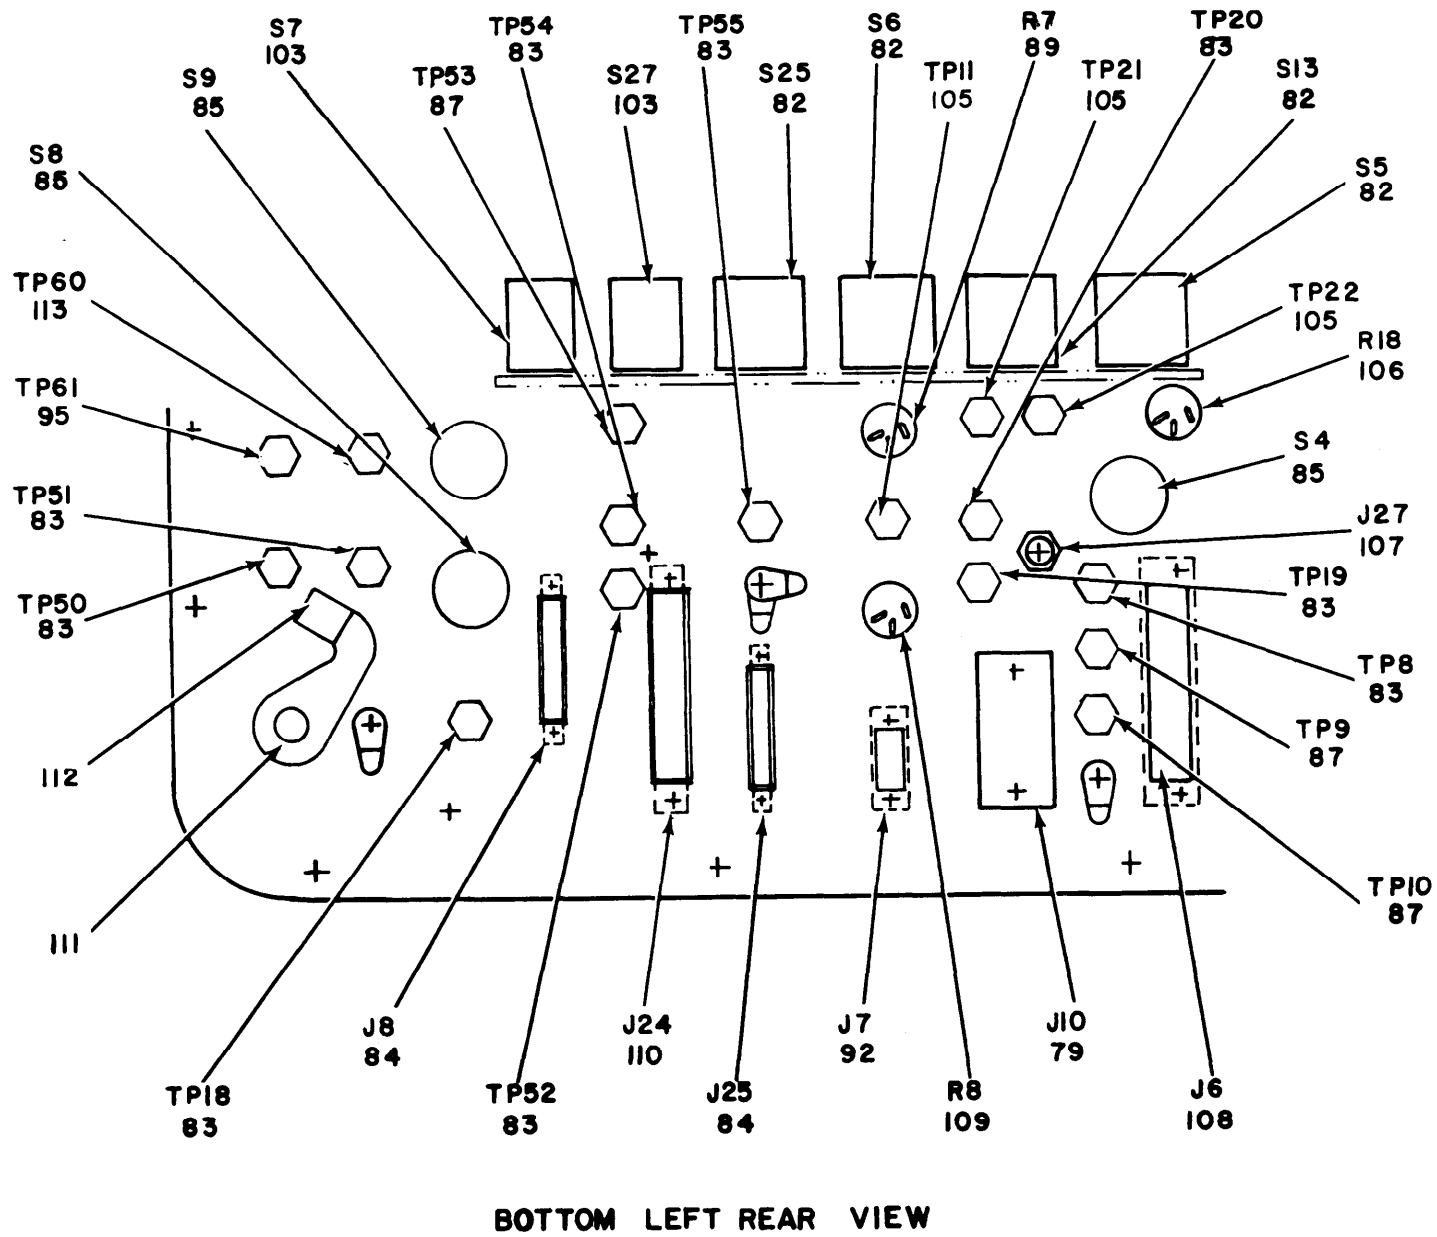 S7
103
TP54
83
TP55
83
S6
82
R7
89
TP20
83
S9
85
TP53
87
S27
103
S25
82
TP11
105
TP21
105
S13
82
S8
85
S5
82
TP60
113
TP22
105
R18
106
TP61
95
S4
85
TP51
83
J27
107
TP50
83
TP19
83
TP8
83
TP9
87
112
TP10
87
111
J8
84
J24
110
J7
92
J10
79
TP18
83
TP52
83
J25
84
R8
109
J6
108
BOTTOM LEFT REAR VIEW